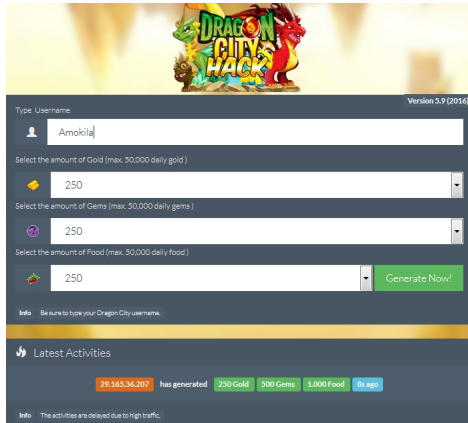 DRAGON
CITY
HACK
Version 5.9 (2016)
Type Username
Amokila
Select the amount of Gold (max. 50,000 daily gold )
250
Select the amount of Gems (max. 50,000 daily gems )
250
Select the amount of Food (max. 50,000 daily food )
250 Generate Now!
Info Be sure to type your Dragon City username.
Latest Activities
29.165.36.207 has generated 250 Gold 500 Gems 1.000 Food 8s ago
Info The activities are delayed due to high traffic.